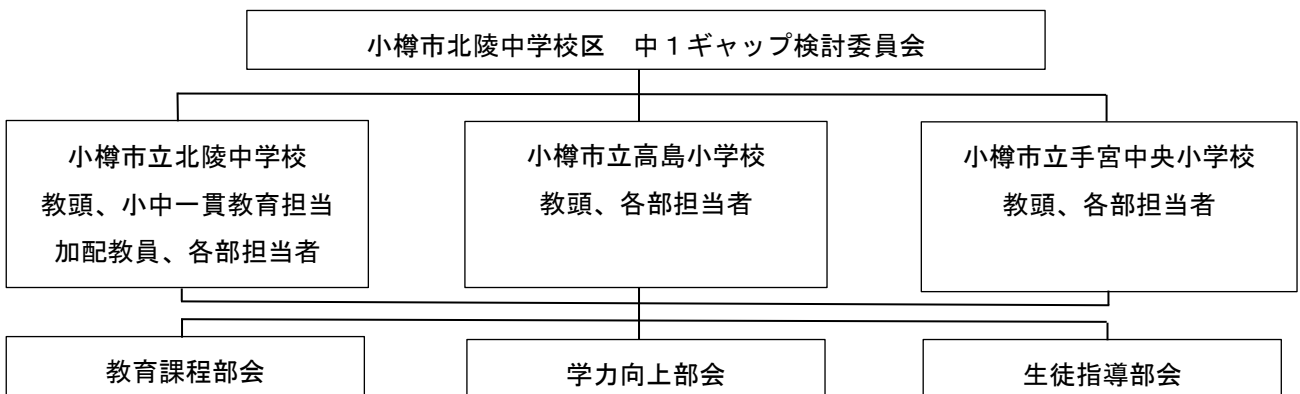 小樽市北陵中学校区　中１ギャップ検討委員会
小樽市立北陵中学校
教頭、小中一貫教育担当
加配教員、各部担当者
小樽市立高島小学校
教頭、各部担当者
小樽市立手宮中央小学校
教頭、各部担当者
教育課程部会
学力向上部会
生徒指導部会